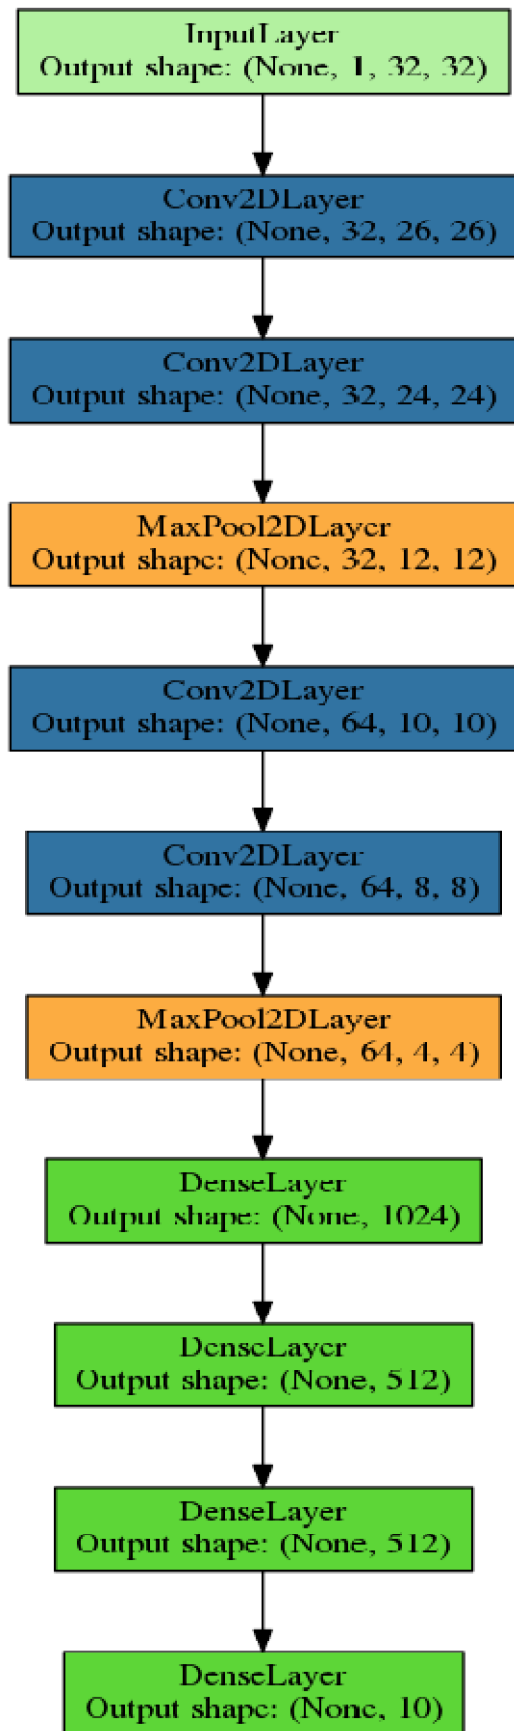 InputLayer
Output shape: (None, 1, 32, 32)
Conv2DLayer
Output shape: (None, 32, 26, 26)
Conv2DLayer
Output shape: (None, 32, 24, 24)
MaxPool2DLayer
Output shape: (None, 32, 12, 12)
Conv2DLayer
Output shape: (None, 64, 10, 10)
Conv2DLayer
Output shape: (None, 64, 8, 8)
MaxPool2DLayer
Output shape: (None, 64, 4, 4)
DenseLayer
Output shape: (None, 1024)
DenseLayer
Output shape: (None, 512)
DenseLayer
Output shape: (None, 512)
DenseLayer
Output shape: (None, 10)